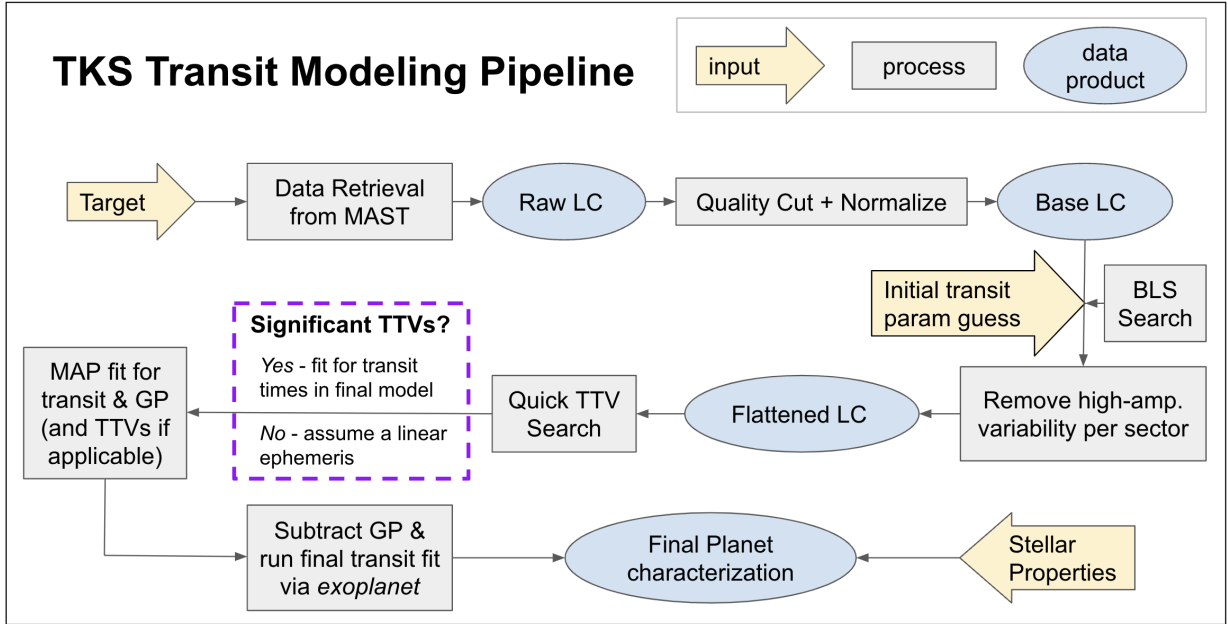 TKS Transit Modeling Pipeline
input
process
data
product
Target
Data Retrieval
from MAST
Raw LC
Quality Cut + Normalize
Base LC
Initial transit
param guess
BLS
Search
Significant TTVs?
Yes - fit for transit
times in final model
No - assume a linear
ephemeris
MAP fit for
transit & GP
(and TTVs if
applicable)
Quick TTV
Search
Flattened LC
Remove high-amp.
variability per sector
Subtract GP &
run final transit fit
via exoplanet
Final Planet
characterization
Stellar
Properties